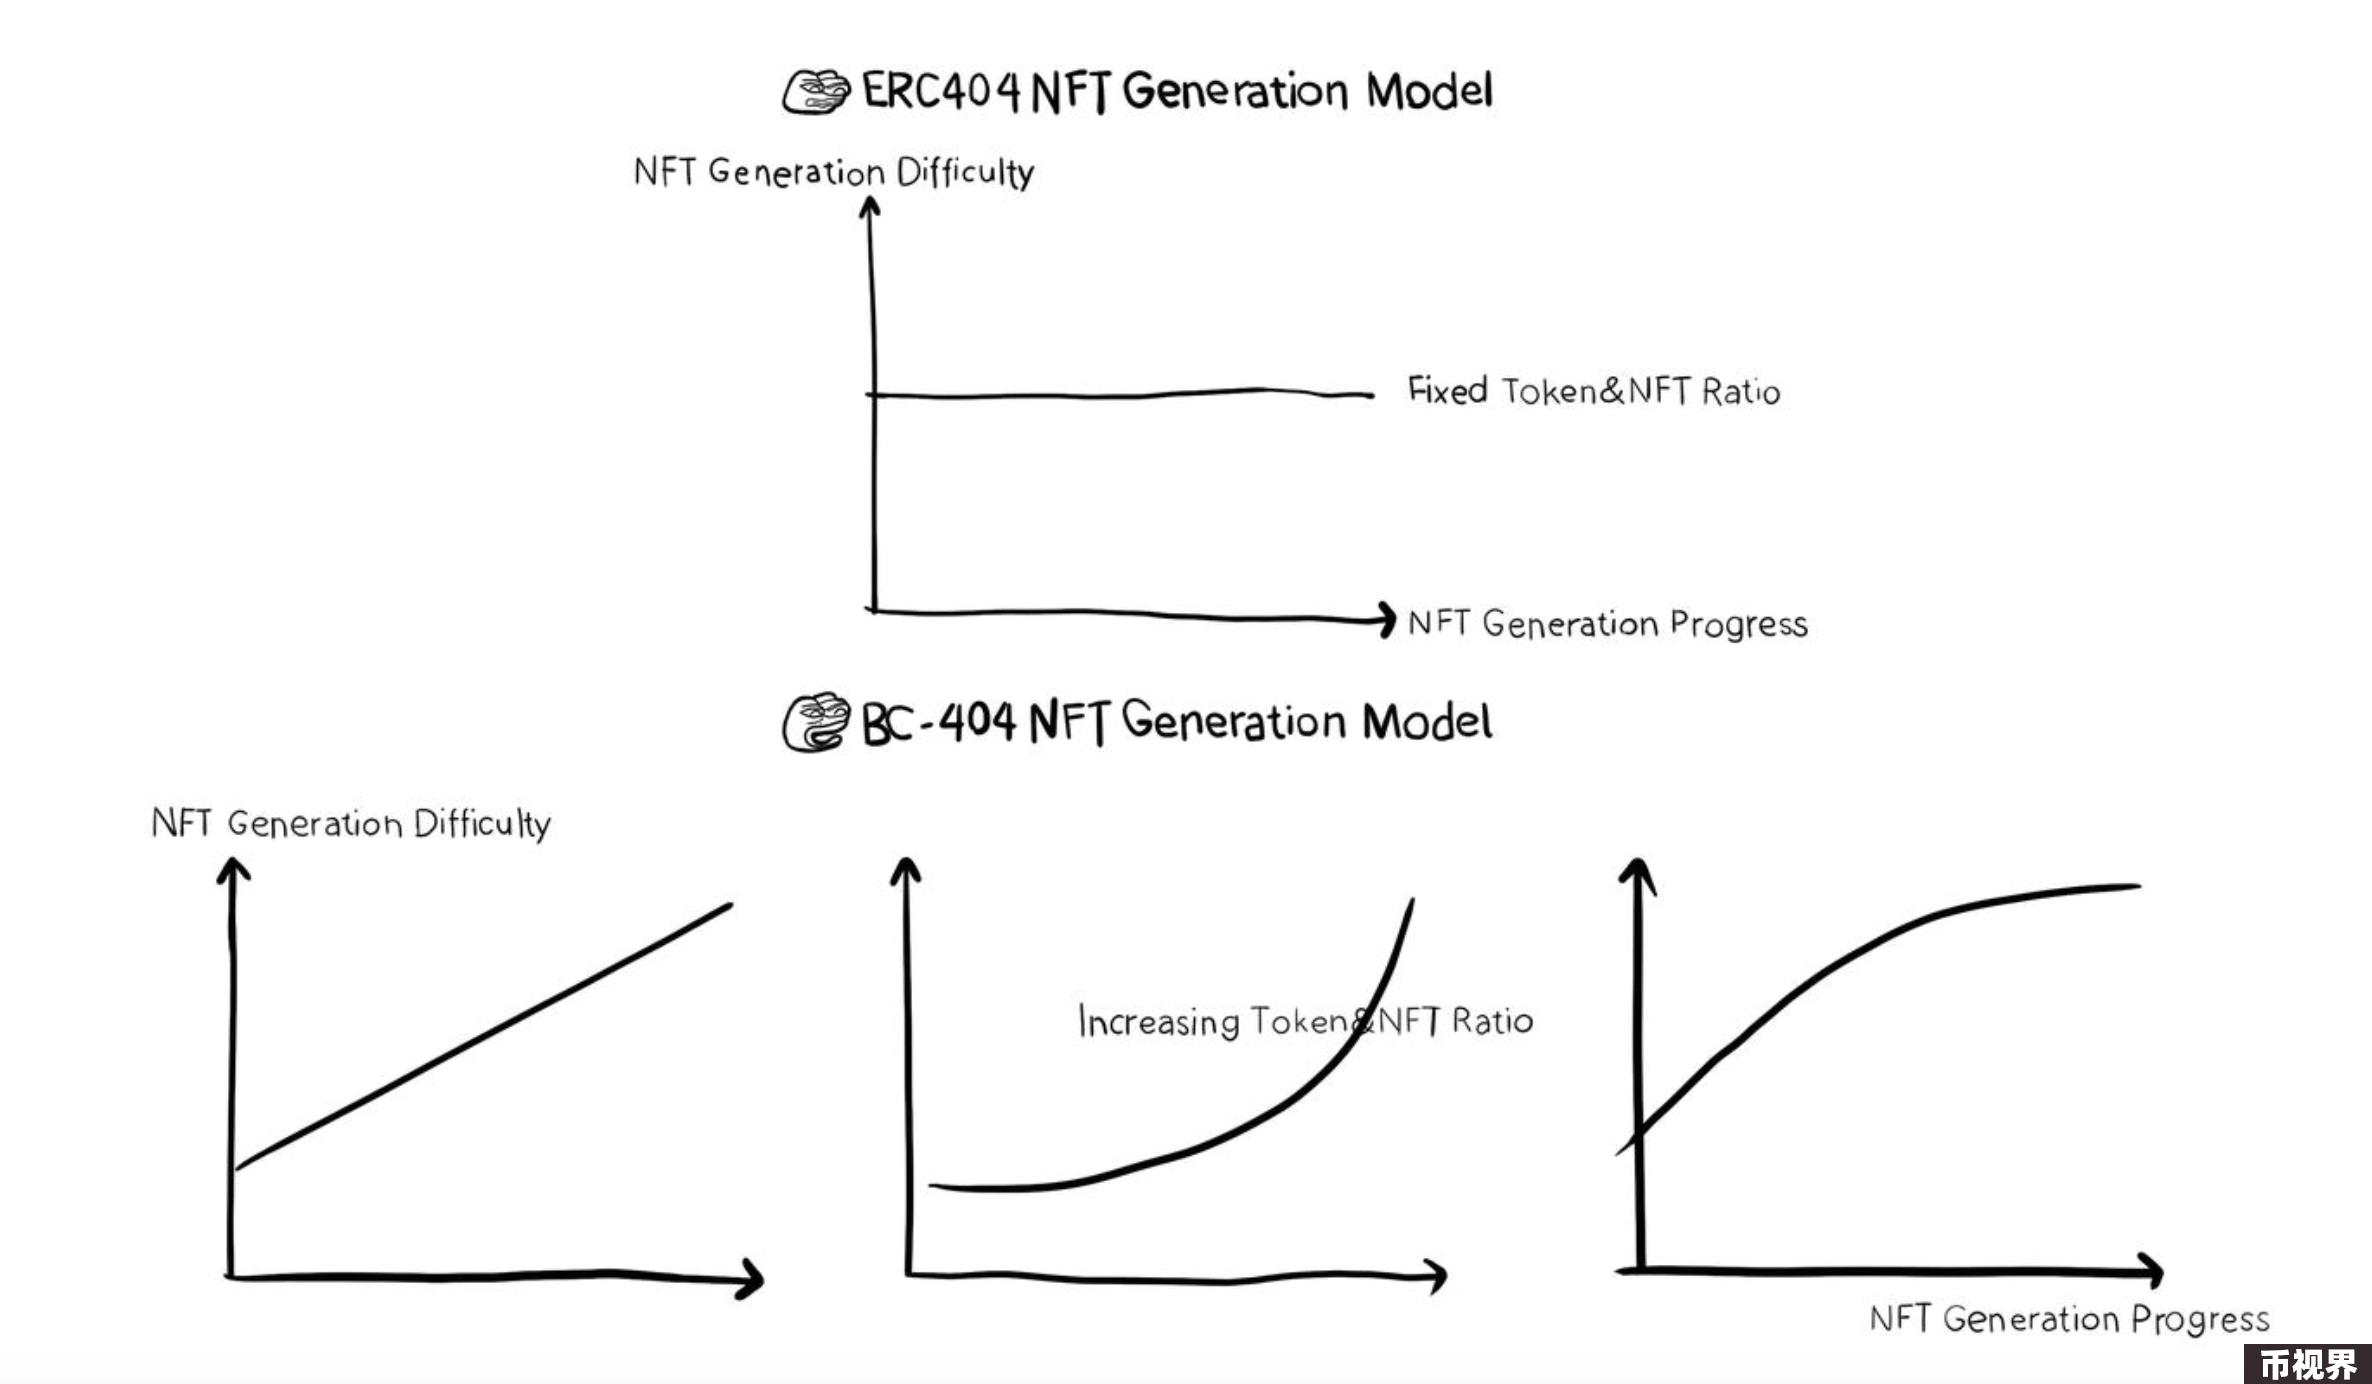 ERC404 NFT Generation Model
NFT Generation Difficulty
Fixed Token&NFT Ratio
NFT Generation Progress
BC-404 NFT Generation Model
NFT Generation Difficulty
Increasing Token&NFT Ratio
NFT Generation Progress
币视界